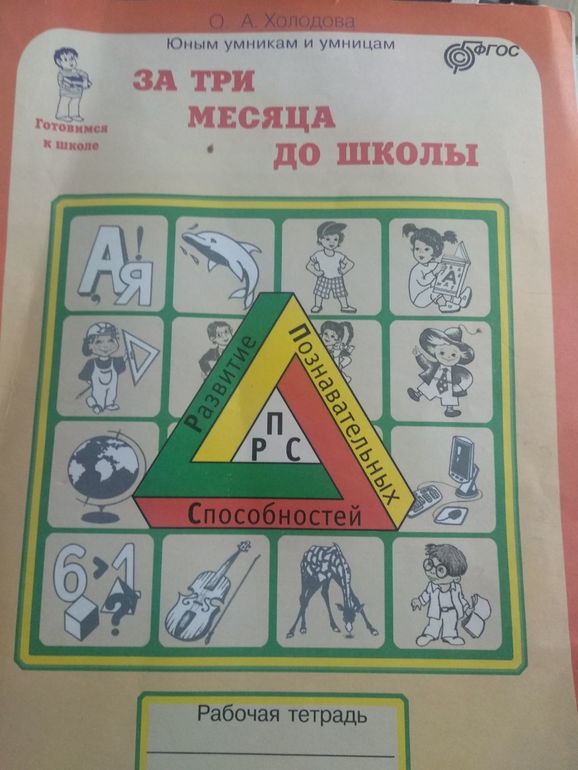 О. А. Холодова
Юным умникам и умницам
ФГОС
ЗА ТРИ
МЕСЯЦА
ДО ШКОЛЫ
Готовимся
к школе
А!
,Я
А
Развитие
Познавательных
П
Р С
Способностей
6>1
?
Рабочая тетрадь